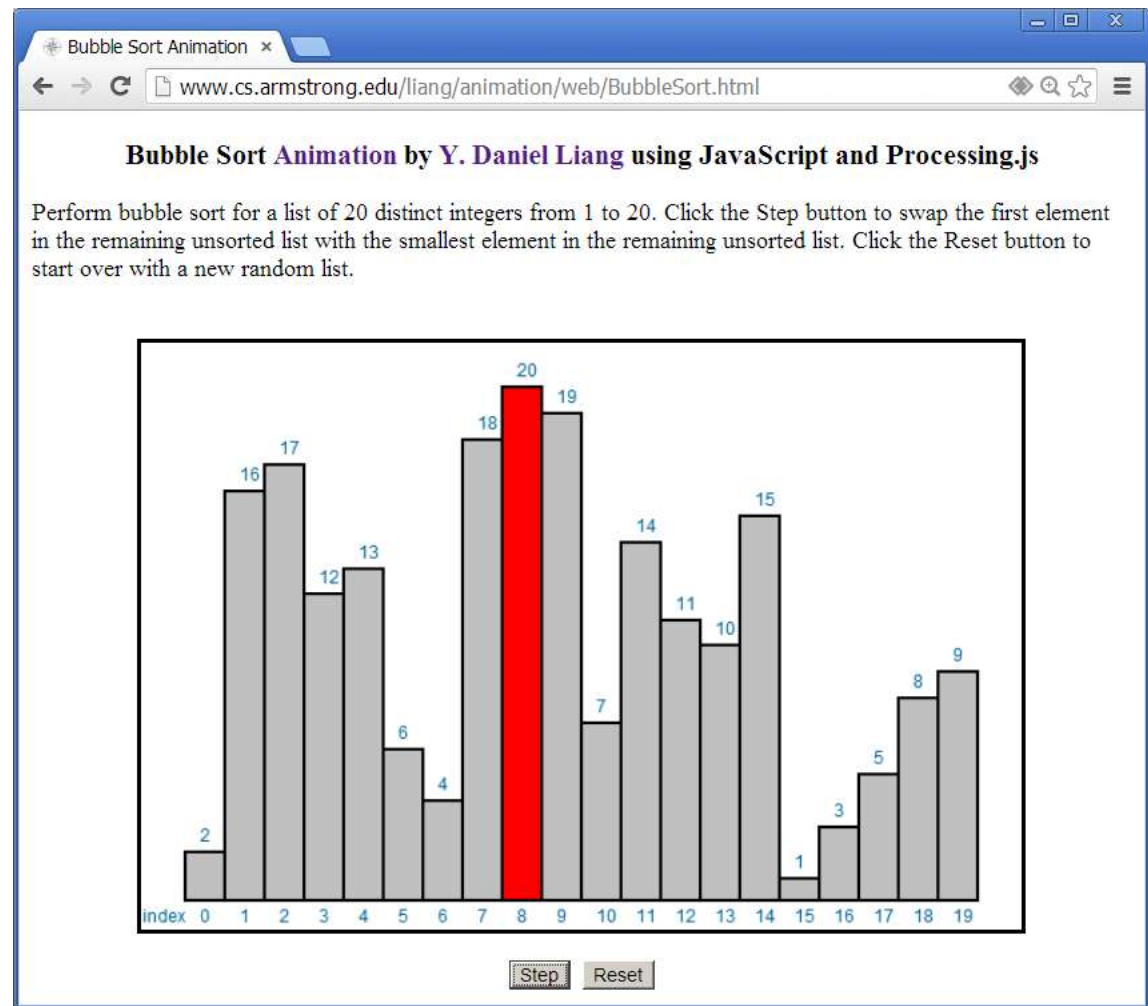 Bubble Sort Animation ×
www.cs.armstrong.edu/liang/animation/web/BubbleSort.html
Bubble Sort Animation by Y. Daniel Liang using JavaScript and Processing.js
Perform bubble sort for a list of 20 distinct integers from 1 to 20. Click the Step button to swap the first element
in the remaining unsorted list with the smallest element in the remaining unsorted list. Click the Reset button to
start over with a new random list.
2 16 17 12 13 6 4 18 20 19 7 14 11 10 15 1 3 5 8 9
index 0 1 2 3 4 5 6 7 8 9 10 11 12 13 14 15 16 17 18 19
Step Reset